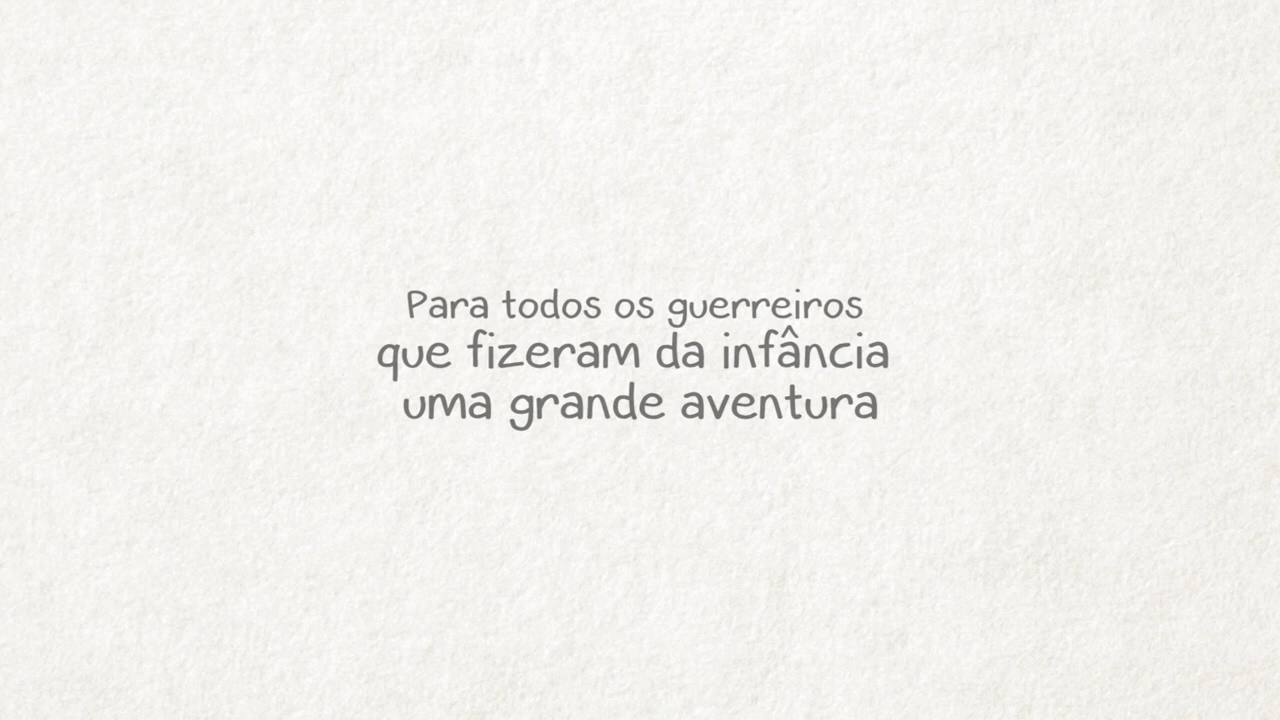 Para todos os guerreiros
que fizeram da infância
uma grande aventura